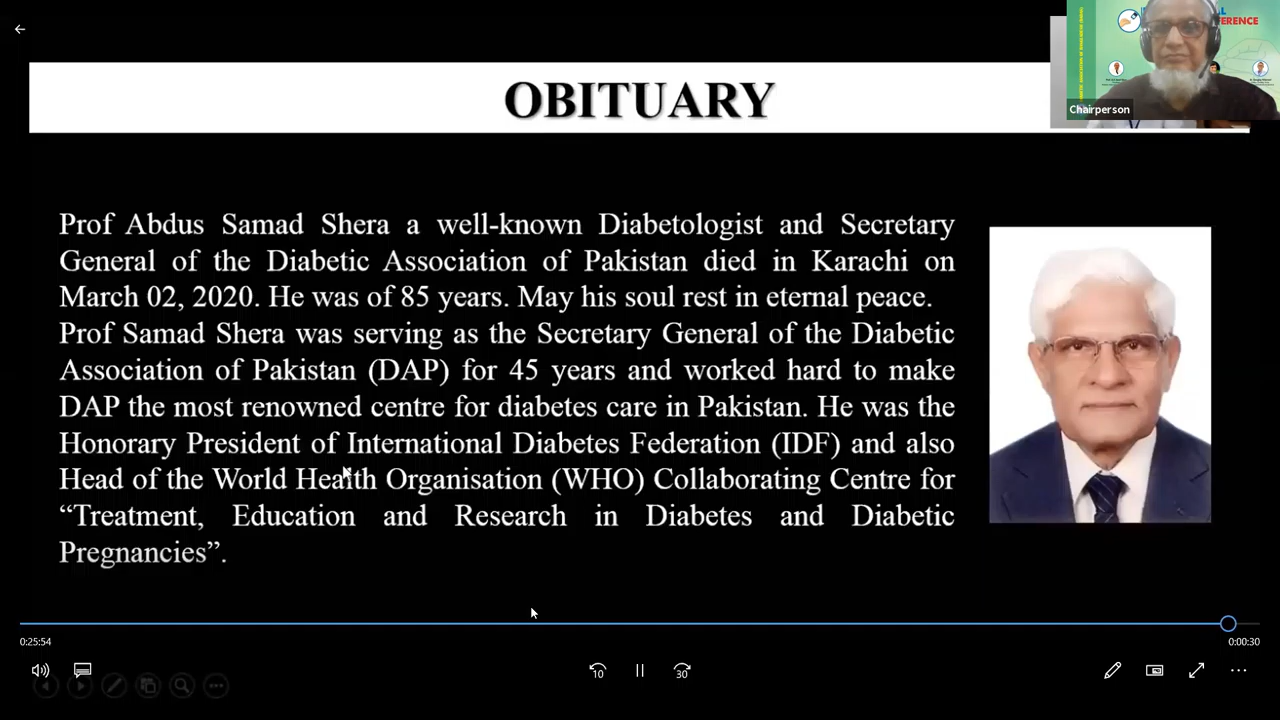 OBITUARY
ERENCE
Chairperson
Prof Abdus Samad Shera a well-known Diabetologist and Secretary
General of the Diabetic Association of Pakistan died in Karachi on
March 02, 2020. He was of 85 years. May his soul rest in eternal peace.
Prof Samad Shera was serving as the Secretary General of the Diabetic
Association of Pakistan (DAP) for 45 years and worked hard to make
DAP the most renowned centre for diabetes care in Pakistan. He was the
Honorary President of International Diabetes Federation (IDF) and also
Head of the World Health Organisation (WHO) Collaborating Centre for
“Treatment, Education and Research in Diabetes and Diabetic
Pregnancies”.
0:25:54
0:00:30
10
30